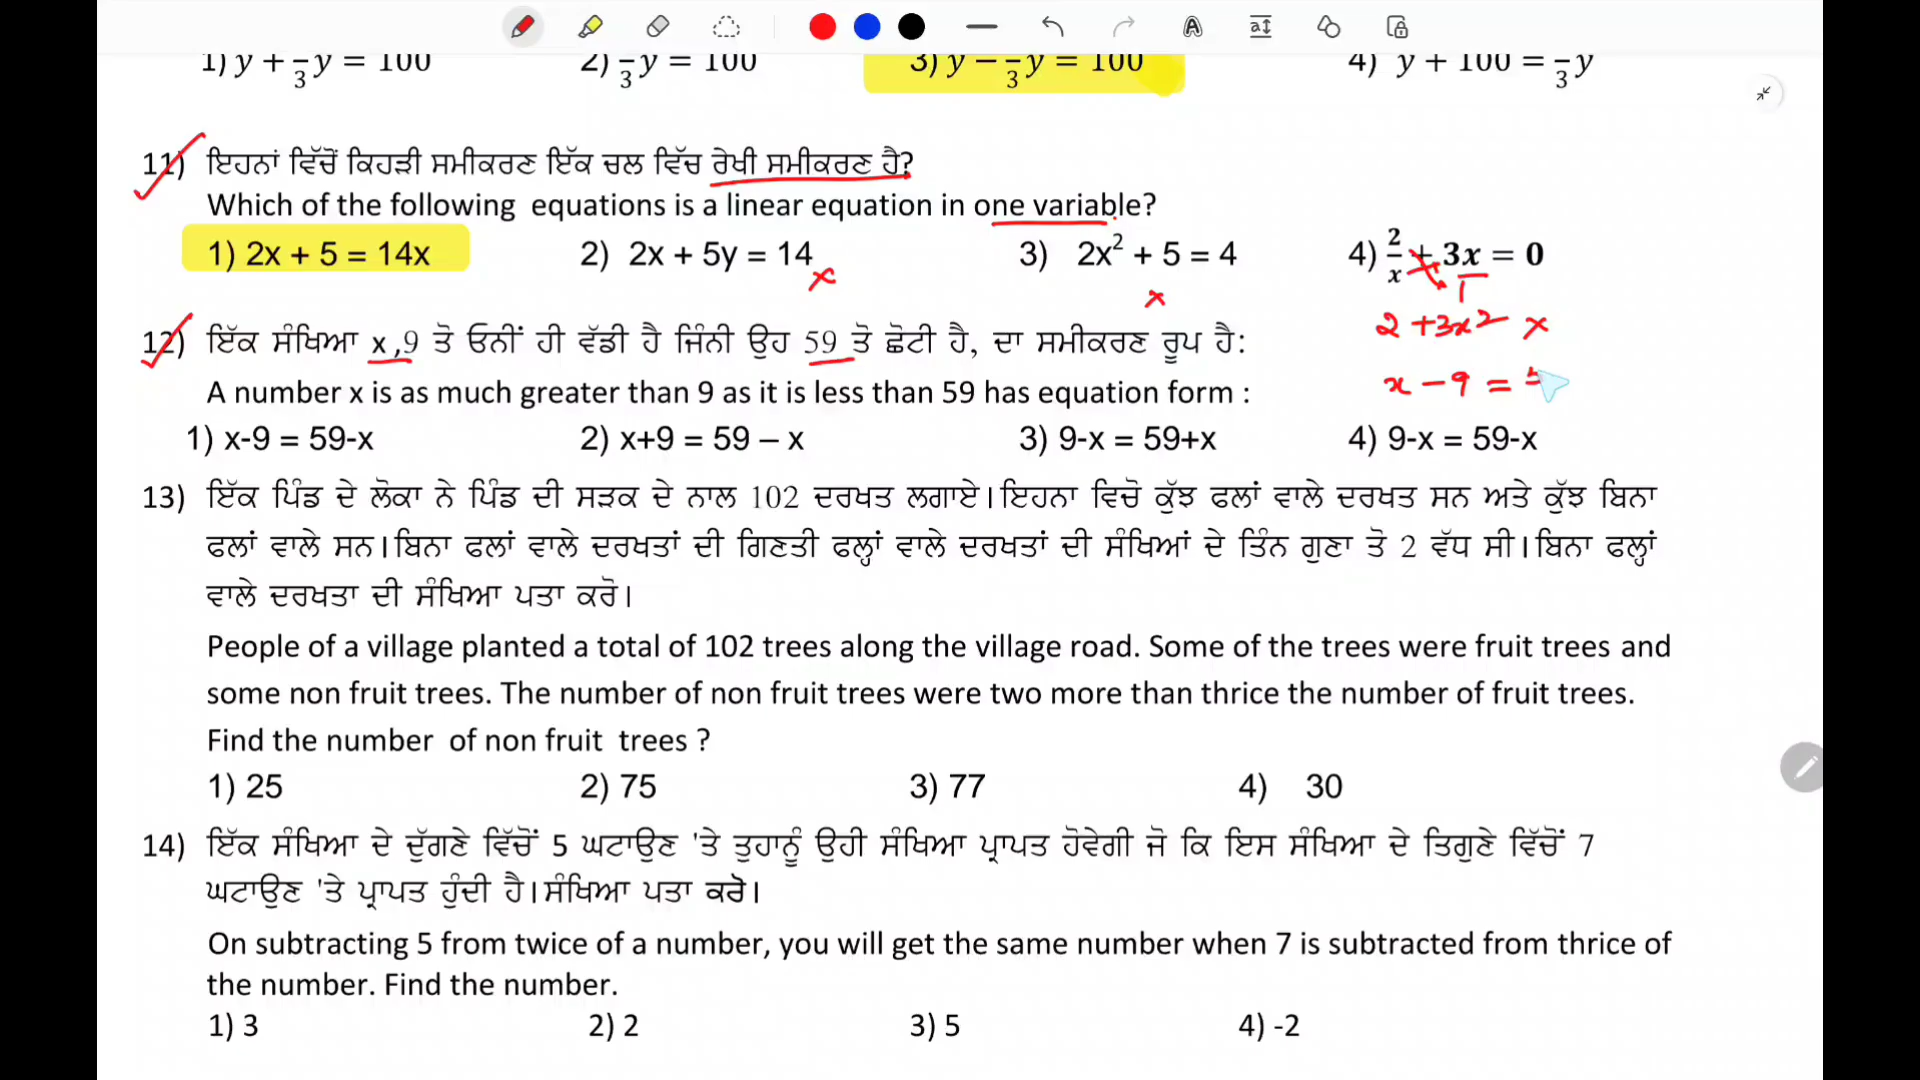 1) y + 3 y = 100 2) 3 y = 100 3) y − 3 y = 100 4) y + 100 = 3 y
11) ਇਹਨਾਂ ਵਿੱਚੋਂ ਕਿਹੜੀ ਸਮੀਕਰਣ ਇੱਕ ਚਲ ਵਿੱਚ ਰੇਖੀ ਸਮੀਕਰਣ ਹੈ?
Which of the following equations is a linear equation in one variable?
1) 2x + 5 = 14x 2) 2x + 5y = 14 3) 2x² + 5 = 4 4) 2/x + 3x = 0
x x 1
2 + 3x² x
12) ਇੱਕ ਸੰਖਿਆ x ,9 ਤੋ ਓਨੀਂ ਹੀ ਵੱਡੀ ਹੈ ਜਿੰਨੀ ਉਹ 59 ਤੋ ਛੋਟੀ ਹੈ, ਦਾ ਸਮੀਕਰਣ ਰੂਪ ਹੈ:
x − 9 = 5
A number x is as much greater than 9 as it is less than 59 has equation form :
1) x-9 = 59-x 2) x+9 = 59 – x 3) 9-x = 59+x 4) 9-x = 59-x
13) ਇੱਕ ਪਿੰਡ ਦੇ ਲੋਕਾ ਨੇ ਪਿੰਡ ਦੀ ਸੜਕ ਦੇ ਨਾਲ 102 ਦਰਖਤ ਲਗਾਏ।ਇਹਨਾ ਵਿਚੋ ਕੁੱਝ ਫਲਾਂ ਵਾਲੇ ਦਰਖਤ ਸਨ ਅਤੇ ਕੁੱਝ ਬਿਨਾ
ਫਲਾਂ ਵਾਲੇ ਸਨ।ਬਿਨਾ ਫਲਾਂ ਵਾਲੇ ਦਰਖਤਾਂ ਦੀ ਗਿਣਤੀ ਫਲ੍ਹਾਂ ਵਾਲੇ ਦਰਖਤਾਂ ਦੀ ਸੰਖਿਆਂ ਦੇ ਤਿੰਨ ਗੁਣਾ ਤੋ 2 ਵੱਧ ਸੀ।ਬਿਨਾ ਫਲ੍ਹਾਂ
ਵਾਲੇ ਦਰਖਤਾ ਦੀ ਸੰਖਿਆ ਪਤਾ ਕਰੋ।
People of a village planted a total of 102 trees along the village road. Some of the trees were fruit trees and
some non fruit trees. The number of non fruit trees were two more than thrice the number of fruit trees.
Find the number of non fruit trees ?
1) 25 2) 75 3) 77 4) 30
14) ਇੱਕ ਸੰਖਿਆ ਦੇ ਦੁੱਗਣੇ ਵਿੱਚੋਂ 5 ਘਟਾਉਣ 'ਤੇ ਤੁਹਾਨੂੰ ਉਹੀ ਸੰਖਿਆ ਪ੍ਰਾਪਤ ਹੋਵੇਗੀ ਜੋ ਕਿ ਇਸ ਸੰਖਿਆ ਦੇ ਤਿਗੁਣੇ ਵਿੱਚੋਂ 7
ਘਟਾਉਣ 'ਤੇ ਪ੍ਰਾਪਤ ਹੁੰਦੀ ਹੈ।ਸੰਖਿਆ ਪਤਾ ਕਰੋ।
On subtracting 5 from twice of a number, you will get the same number when 7 is subtracted from thrice of
the number. Find the number.
1) 3 2) 2 3) 5 4) -2